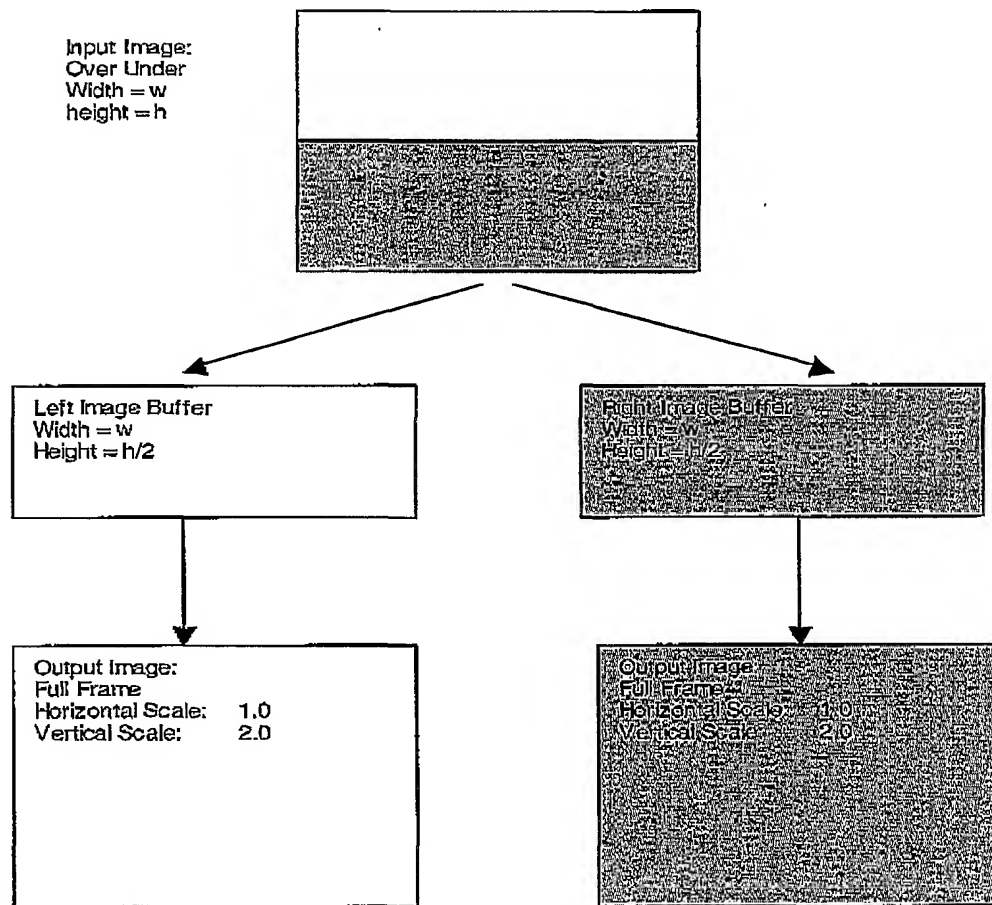 Input Image:
Over Under
Width = w
height = h
Left Image Buffer
Width = w
Height = h/2
Right Image Buffer
Width = w
Height = h/2
Output Image:
Full Frame
Horizontal Scale: 1.0
Vertical Scale: 2.0
Output Image
Full Frame
Horizontal Scale: 1.0
Vertical Scale 2.0